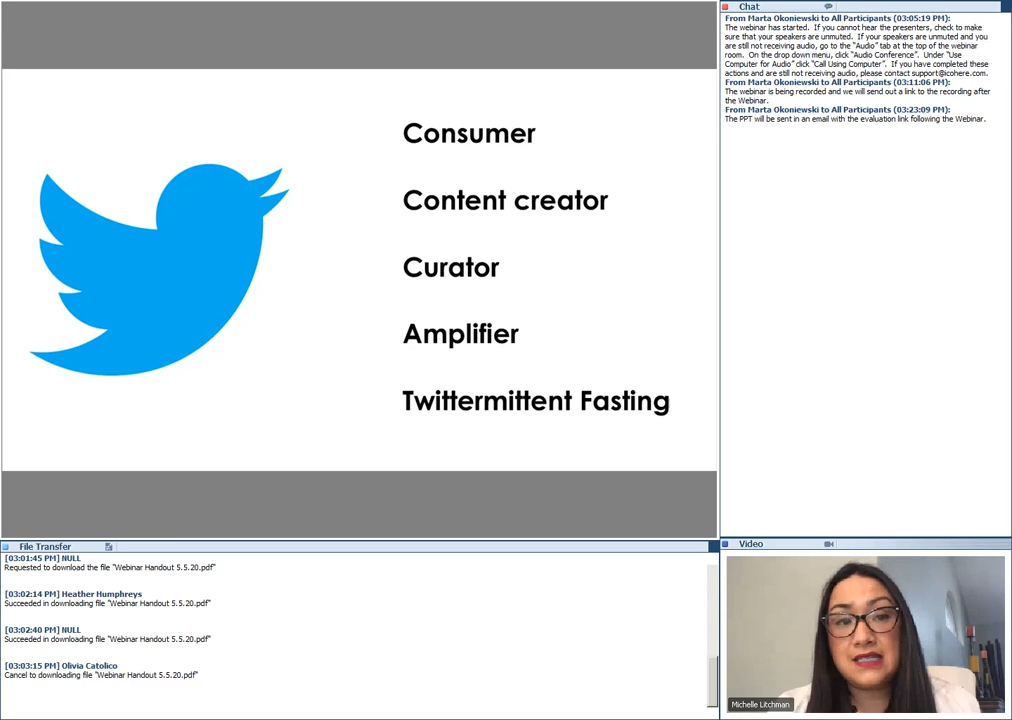 Consumer
Content creator
Curator
Amplifier
Twittermittent Fasting
Chat
From Marta Okoniewski to All Participants (03:05:19 PM):
The webinar has started.  If you cannot hear the presenters, check to make
sure that your speakers are unmuted.  If your speakers are unmuted and you
are still not receiving audio, go to the "Audio" tab at the top of the webinar
room.  On the drop down menu, click "Audio Conference".  Under "Use
Computer for Audio" click "Call Using Computer".  If you have completed these
actions and are still not receiving audio, please contact support@icohere.com.
From Marta Okoniewski to All Participants (03:11:06 PM):
The webinar is being recorded and we will send out a link to the recording after
the Webinar.
From Marta Okoniewski to All Participants (03:23:09 PM):
The PPT will be sent in an email with the evaluation link following the Webinar.
File Transfer
[03:01:45 PM] NULL
Requested to download the file "Webinar Handout 5.5.20.pdf"
[03:02:14 PM] Heather Humphreys
Succeeded in downloading file "Webinar Handout 5.5.20.pdf"
[03:02:40 PM] NULL
Succeeded in downloading file "Webinar Handout 5.5.20.pdf"
[03:03:15 PM] Olivia Catolico
Cancel to downloading file "Webinar Handout 5.5.20.pdf"
Video
Michelle Litchman